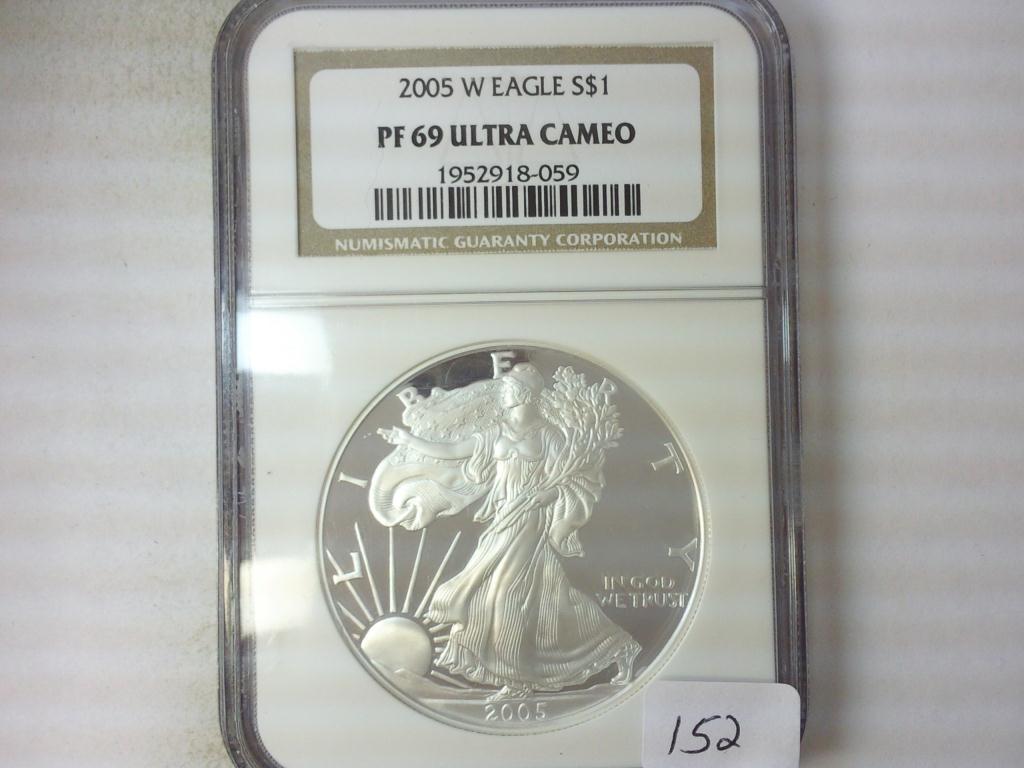 2005 W EAGLE S$1
PF 69 ULTRA CAMEO
1952918-059
NUMISMATIC GUARANTY CORPORATION
LIBERTY
IN GOD
WE TRUST
2005
152